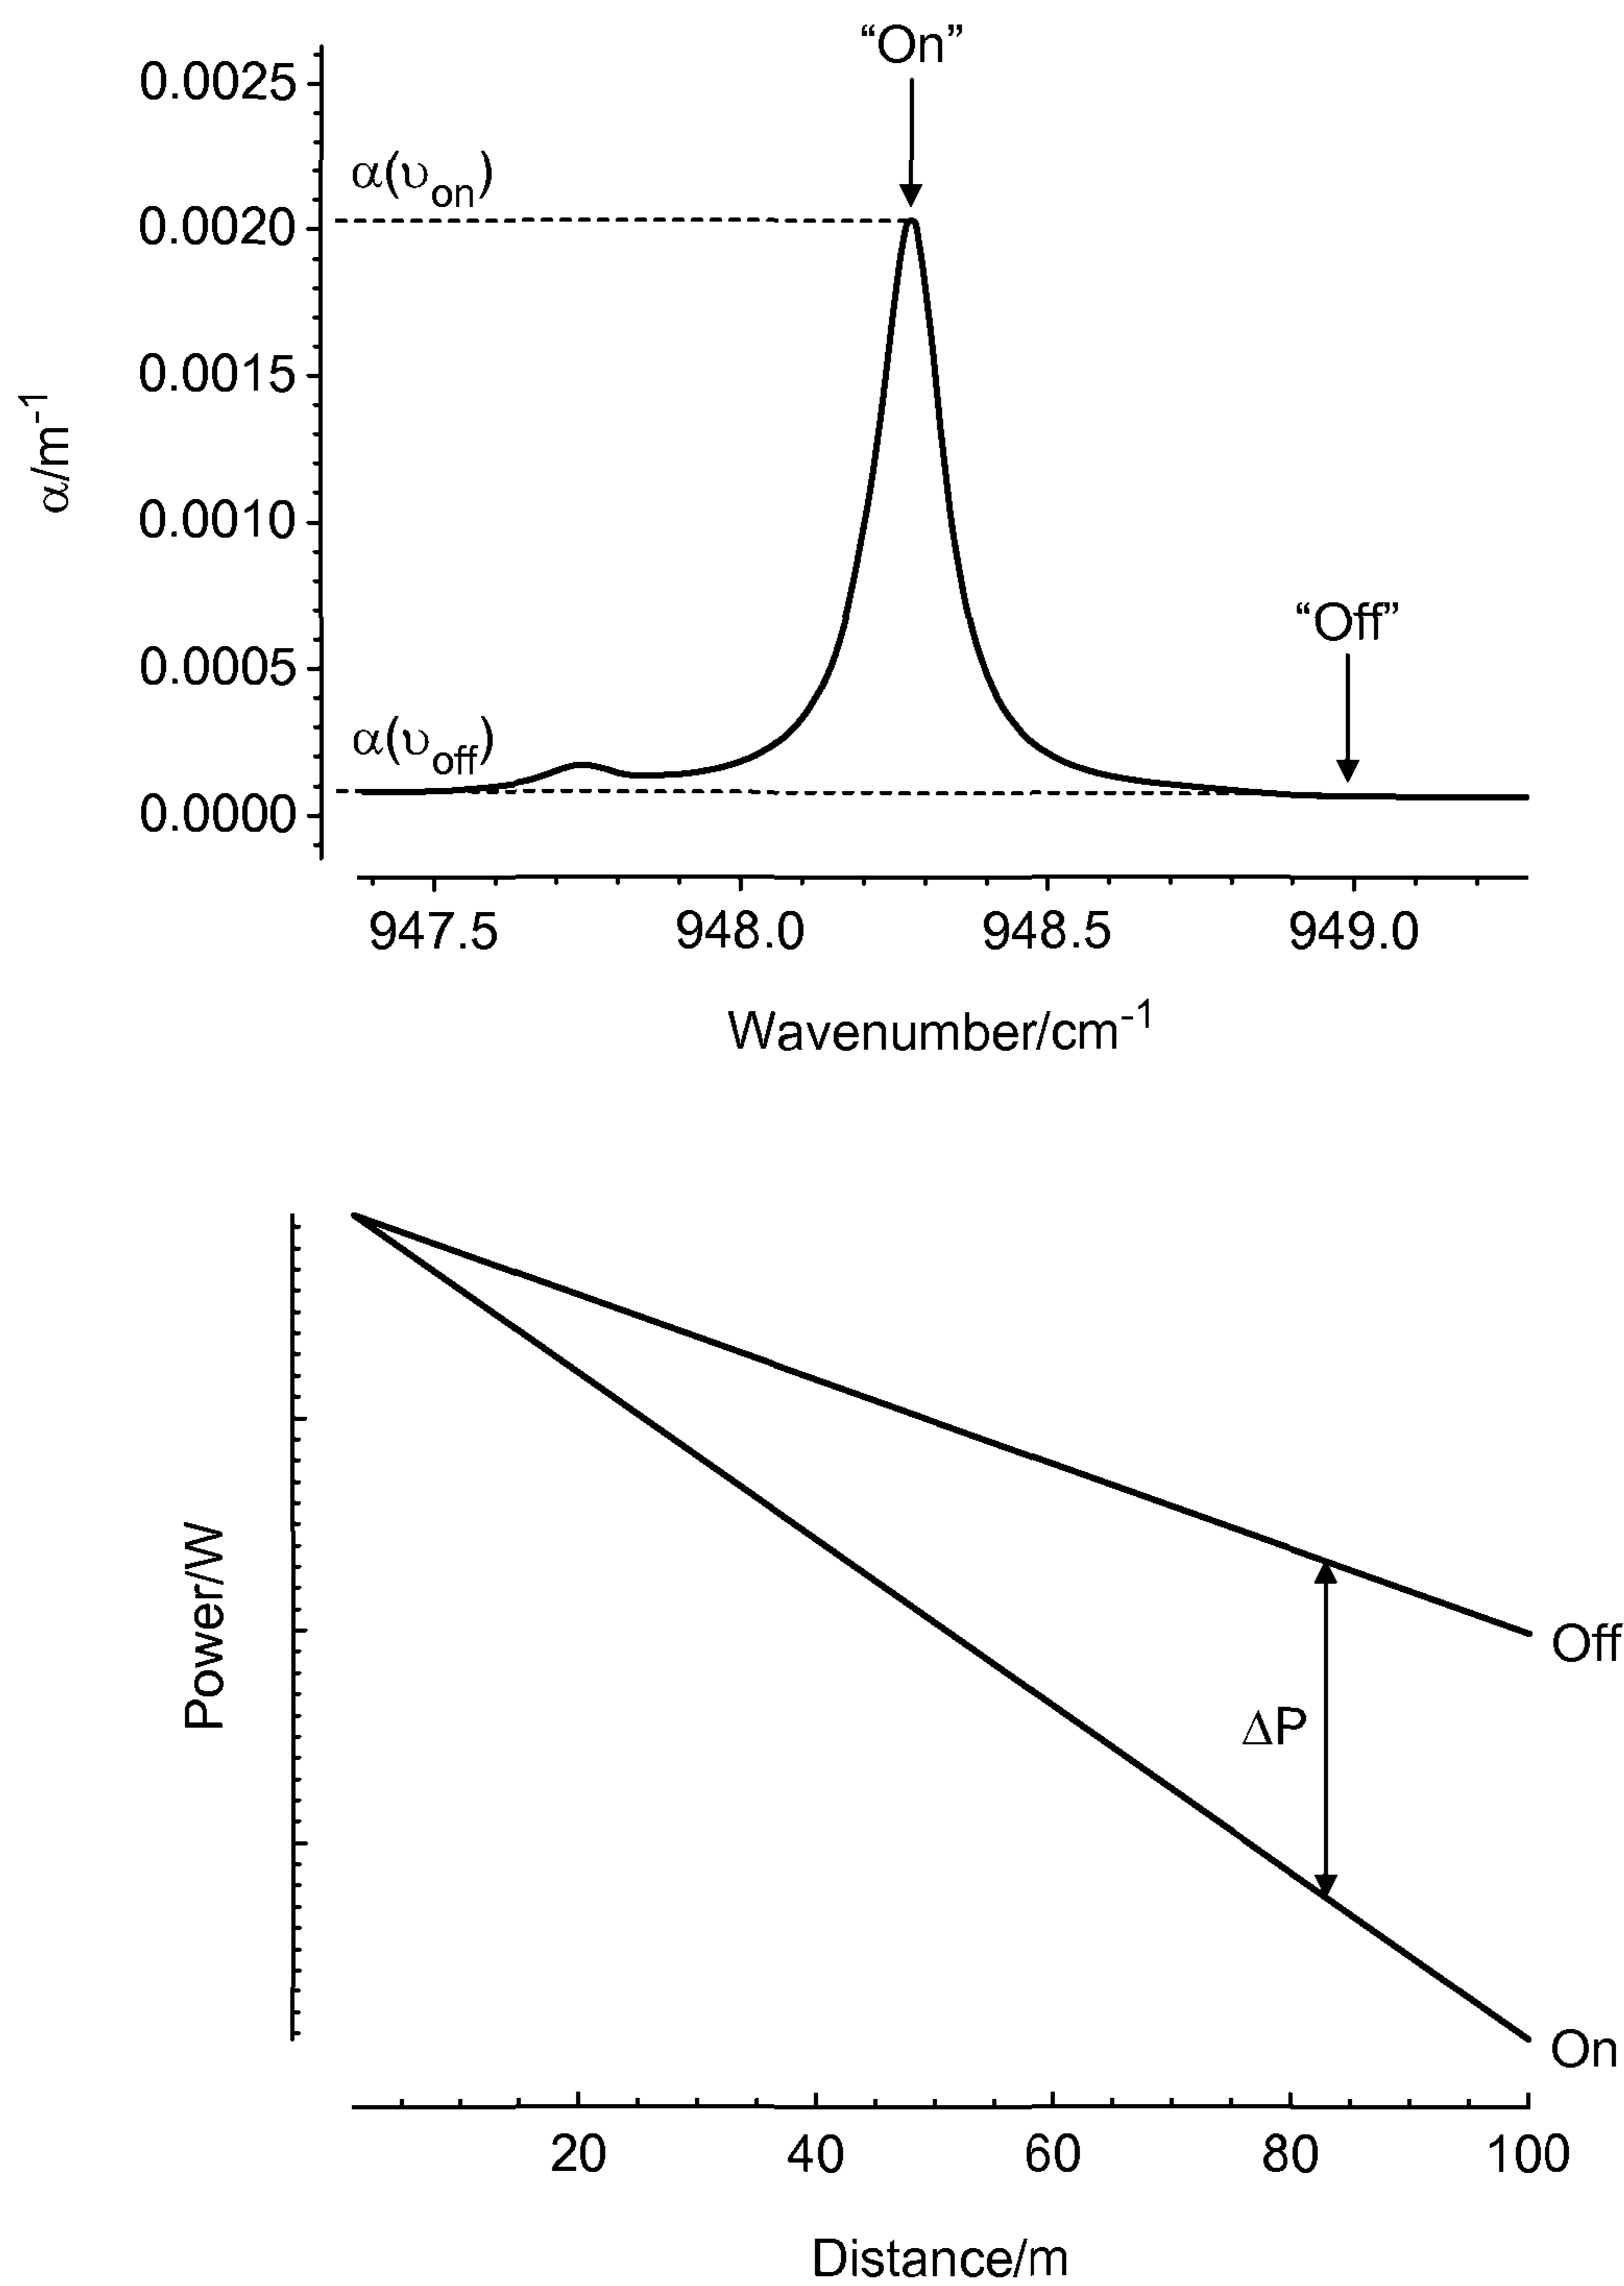 “On”
0.0025
α(υon)
0.0020
0.0015
α/m-1
0.0010
“Off”
0.0005
α(υoff)
0.0000
947.5 948.0 948.5 949.0
Wavenumber/cm-1
Power/W
Off
ΔP
On
20 40 60 80 100
Distance/m